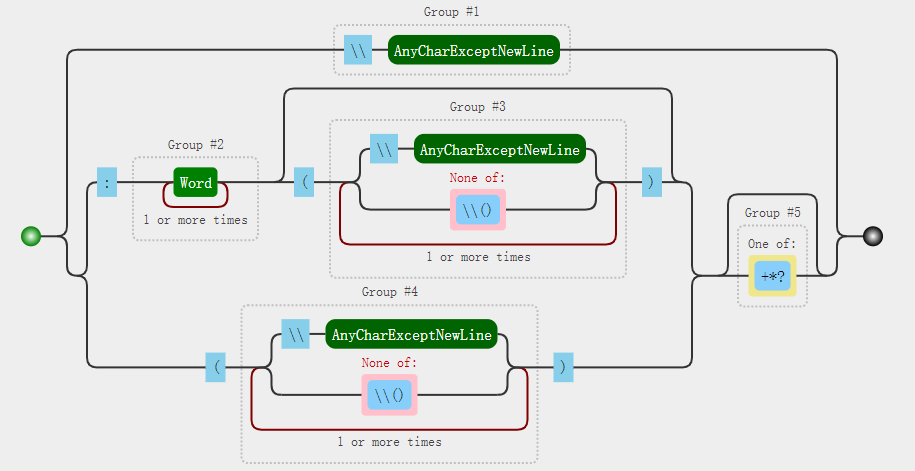 Group #1
\\ AnyCharExceptNewLine
Group #3
\\ AnyCharExceptNewLine
Group #2
None of:
: Word ( \\() )
1 or more times
1 or more times
Group #5
One of:
+*?
Group #4
\\ AnyCharExceptNewLine
None of:
( \\() )
1 or more times